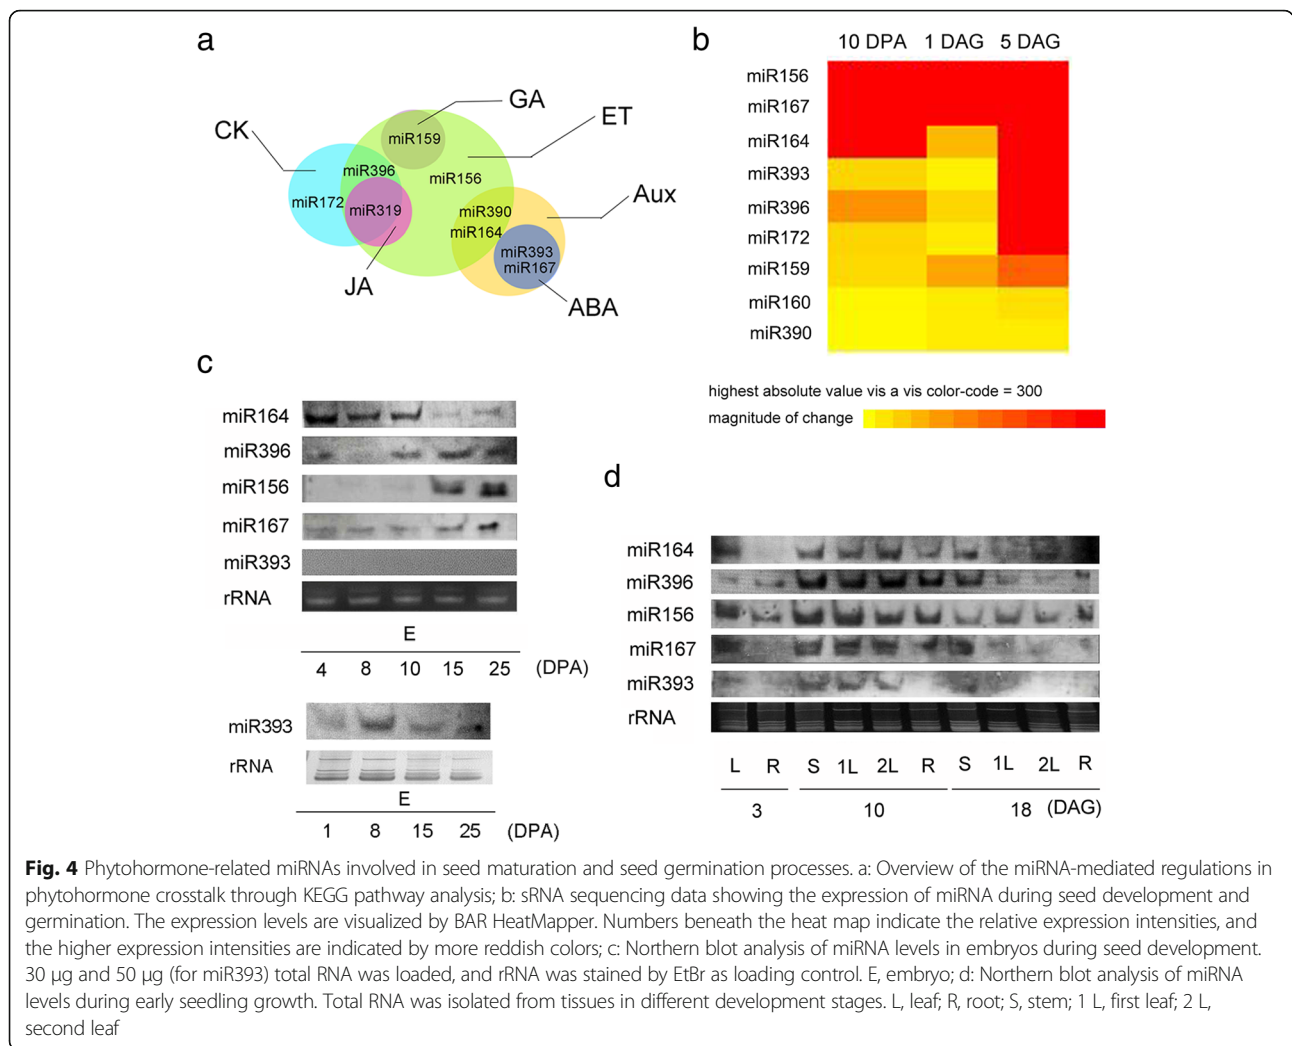 a
GA
ET
CK
Aux
JA
ABA
miR159
miR396
miR156
miR172
miR319
miR390
miR164
miR393
miR167
b
10 DPA 1 DAG 5 DAG
miR156
miR167
miR164
miR393
miR396
miR172
miR159
miR160
miR390
highest absolute value vis a vis color-code = 300
magnitude of change
c
miR164
miR396
miR156
miR167
miR393
rRNA
E
4 8 10 15 25 (DPA)
miR393
rRNA
E
1 8 15 25 (DPA)
d
miR164
miR396
miR156
miR167
miR393
rRNA
L R S 1L 2L R S 1L 2L R
3 10 18 (DAG)
Fig. 4 Phytohormone-related miRNAs involved in seed maturation and seed germination processes. a: Overview of the miRNA-mediated regulations in
phytohormone crosstalk through KEGG pathway analysis; b: sRNA sequencing data showing the expression of miRNA during seed development and
germination. The expression levels are visualized by BAR HeatMapper. Numbers beneath the heat map indicate the relative expression intensities, and
the higher expression intensities are indicated by more reddish colors; c: Northern blot analysis of miRNA levels in embryos during seed development.
30 μg and 50 μg (for miR393) total RNA was loaded, and rRNA was stained by EtBr as loading control. E, embryo; d: Northern blot analysis of miRNA
levels during early seedling growth. Total RNA was isolated from tissues in different development stages. L, leaf; R, root; S, stem; 1 L, first leaf; 2 L,
second leaf